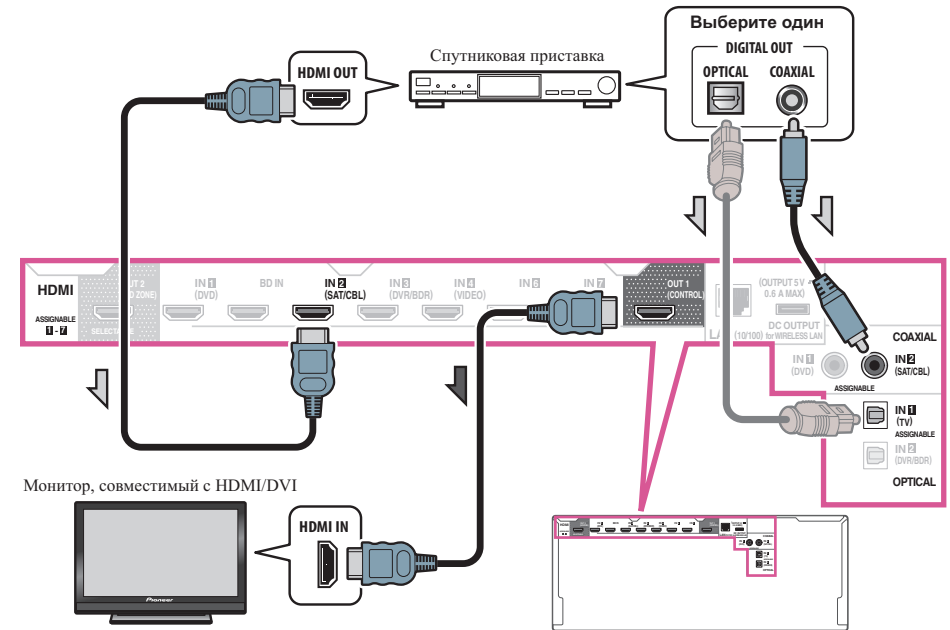 Выберите один
DIGITAL OUT
OPTICAL COAXIAL
Спутниковая приставка
HDMI OUT
HDMI
ASSIGNABLE
1 - 7
OUT 2
ZONE)
IN 1
(DVD)
BD IN
IN 2
(SAT/CBL)
IN 3
(DVR/BDR)
IN 4
(VIDEO)
IN 6
IN 7
OUT 1
(CONTROL)
(OUTPUT 5 V
0.6 A MAX)
DC OUTPUT
(10/100) for WIRELESS LAN
COAXIAL
IN 1
(DVD)
IN 2
(SAT/CBL)
ASSIGNABLE
IN 1
(TV)
ASSIGNABLE
IN 2
(DVR/BDR)
OPTICAL
Монитор, совместимый с HDMI/DVI
HDMI IN
Pioneer